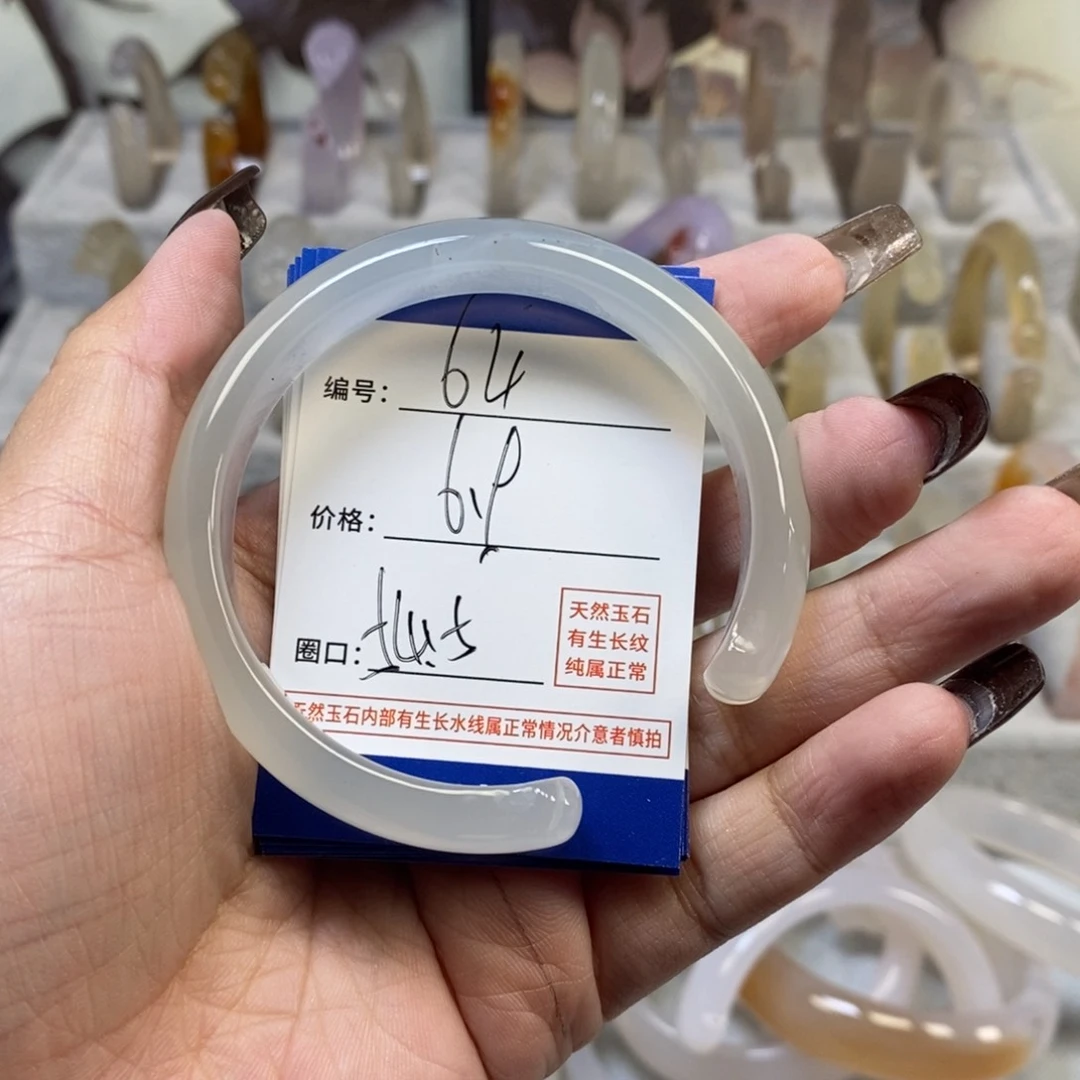 编号: 64
价格:
圈口: 54.5
天然玉石
有生长纹
纯属正常
天然玉石内部有生长水线属正常情况介意者慎拍